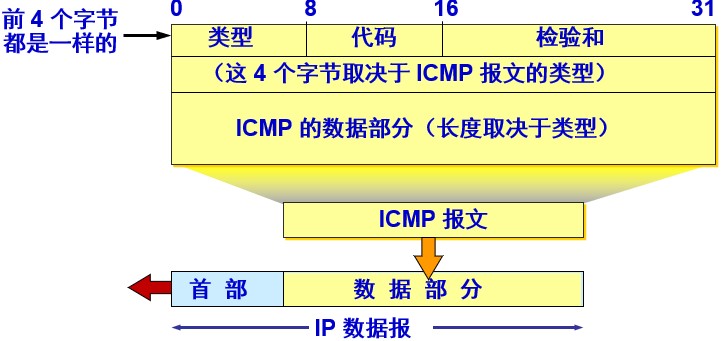 0 8 16 31
前 4 个字节
都是一样的
类型 代码 检验和
（这 4 个字节取决于 ICMP 报文的类型）
ICMP 的数据部分（长度取决于类型）
ICMP 报文
首 部 数 据 部 分
IP 数据报